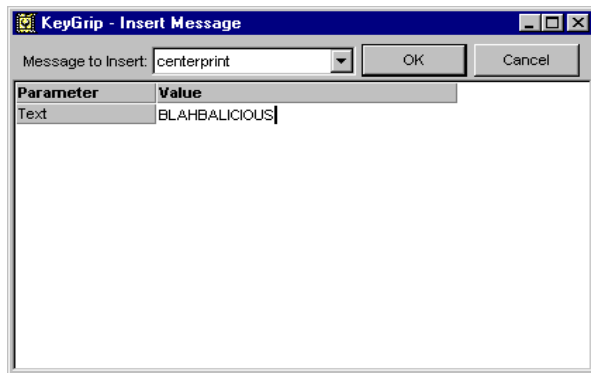 KeyGrip - Insert Message
Message to Insert: centerprint OK Cancel
Parameter Value
Text BLAHBALICIOUS